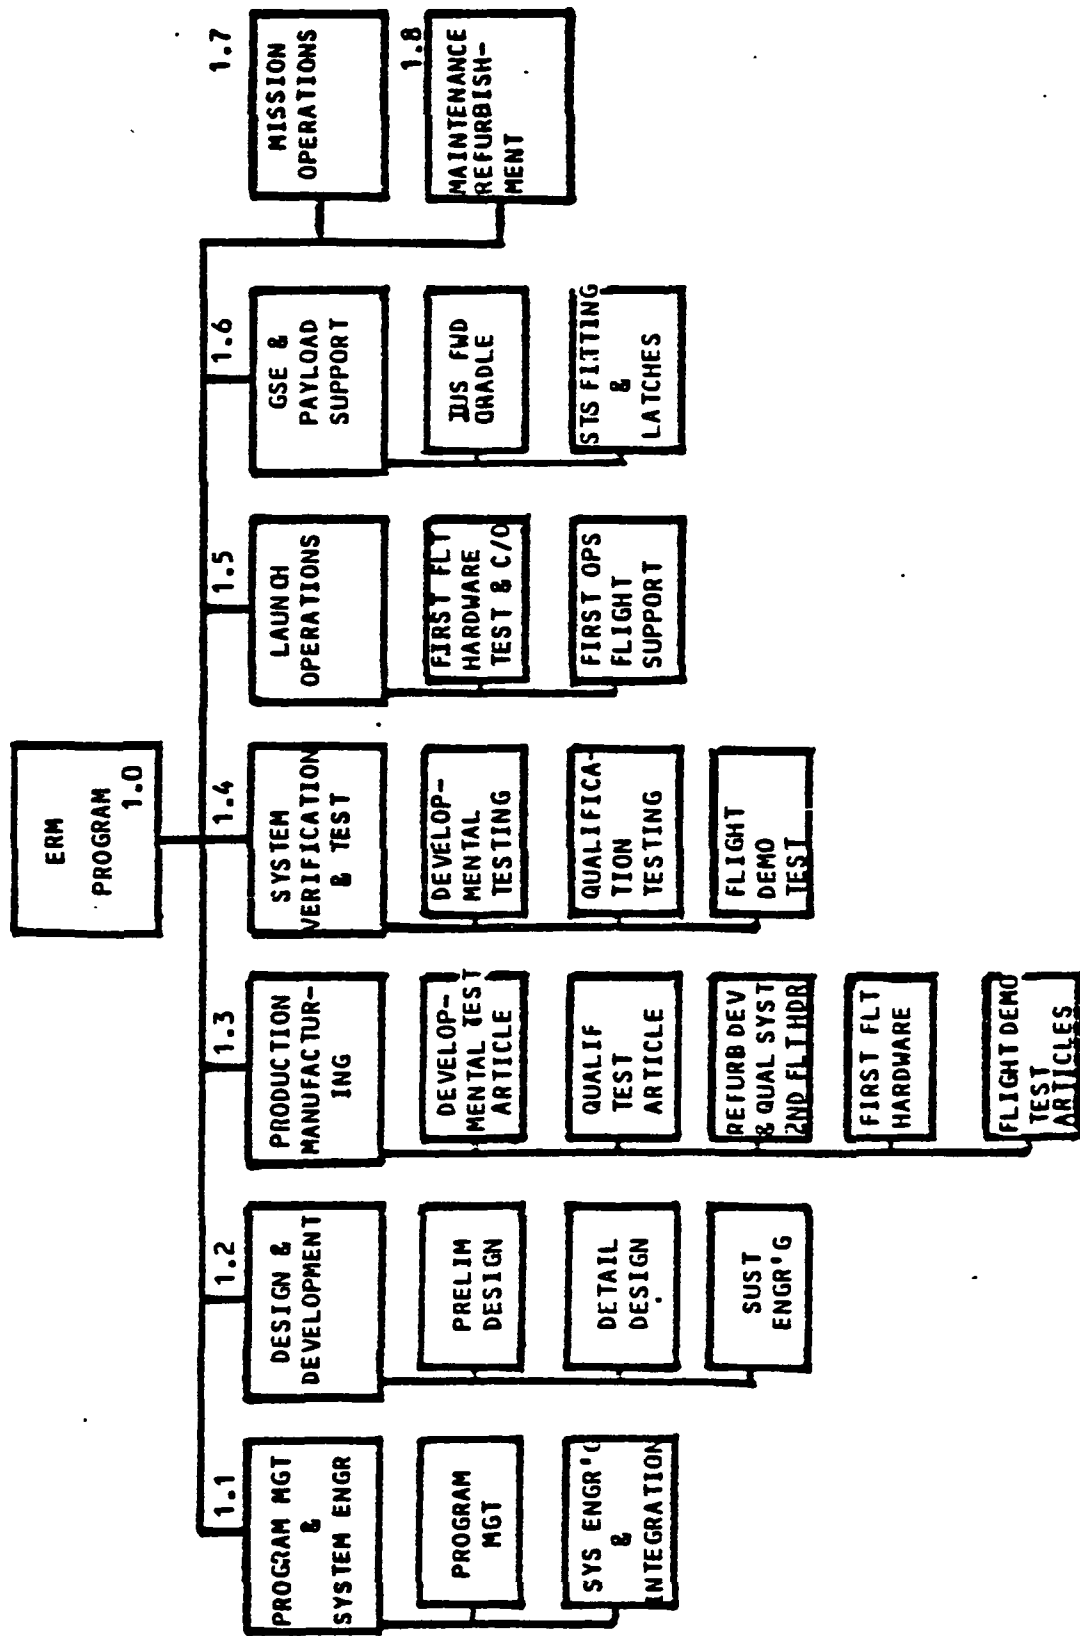 ERM
PROGRAM
1.0
1.1
PROGRAM MGT
&
SYSTEM ENGR
PROGRAM
MGT
SYS ENGR'G
&
INTEGRATION
1.2
DESIGN &
DEVELOPMENT
PRELIM
DESIGN
DETAIL
DESIGN
SUST
ENGR'G
1.3
PRODUCTION
MANUFACTUR-
ING
DEVELOP-
MENTAL TEST
ARTICLE
QUALIF
TEST
ARTICLE
REFURB DEV
& QUAL SYST
2ND FLT HDR
FIRST FLT
HARDWARE
FLIGHT DEMO
TEST
ARTICLES
1.4
SYSTEM
VERIFICATION
& TEST
DEVELOP-
MENTAL
TESTING
QUALIFICA-
TION
TESTING
FLIGHT
DEMO
TEST
1.5
LAUNCH
OPERATIONS
FIRST FLT
HARDWARE
TEST & C/O
FIRST OPS
FLIGHT
SUPPORT
1.6
GSE &
PAYLOAD
SUPPORT
IUS FWD
CRADLE
STS FITTING
&
LATCHES
1.7
MISSION
OPERATIONS
1.8
MAINTENANCE
REFURBISH-
MENT